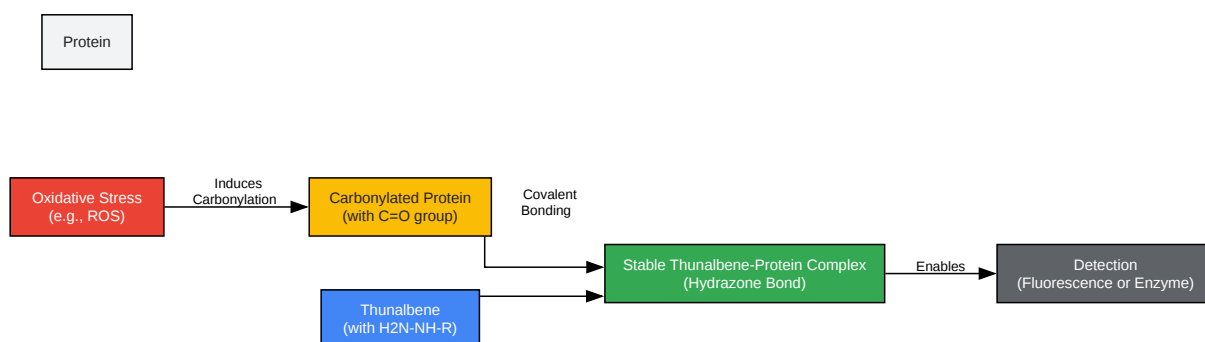 Protein
Oxidative Stress
(e.g., ROS)
Induces
Carbonylation
Carbonylated Protein
(with C=O group)
Covalent
Bonding
Thunalbene
(with H2N-NH-R)
Stable Thunalbene-Protein Complex
(Hydrazone Bond)
Enables
Detection
(Fluorescence or Enzyme)